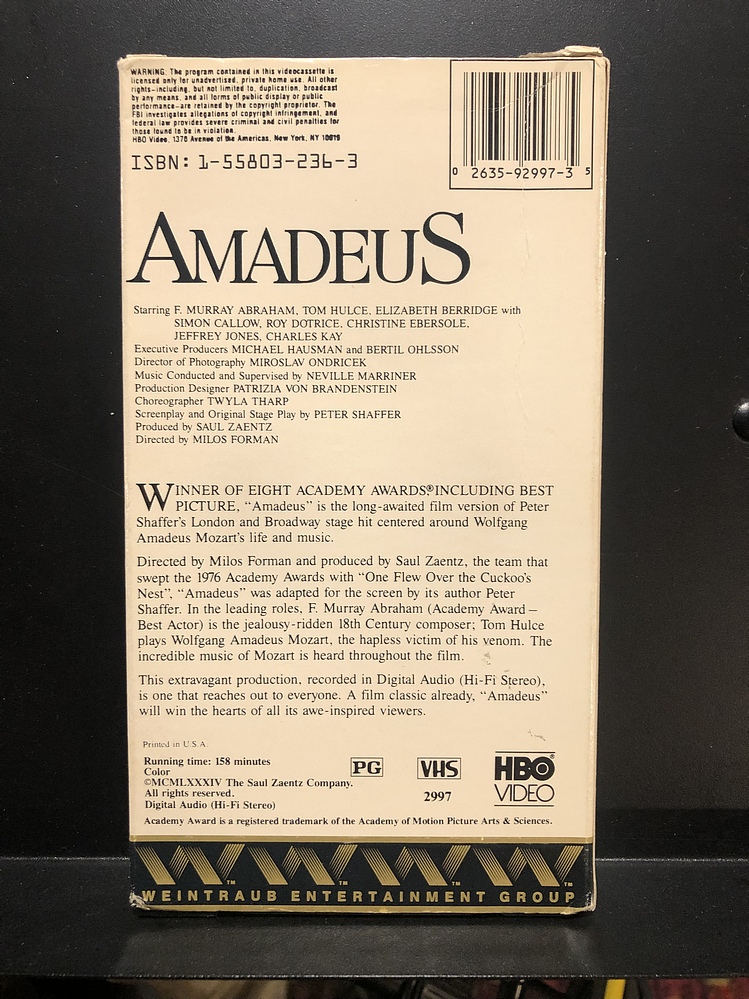 WARNING: The program contained in this videocassette is
licensed only for unadvertised, private home use. All other
rights—including, but not limited to, duplication, broadcast
by any means, and all forms of public display or public
performance—are retained by the copyright proprietor. The
FBI investigates allegations of copyright infringement, and
federal law provides severe criminal and civil penalties for
those found to be in violation.
HBO Video, 1370 Avenue of the Americas, New York, NY 10019
ISBN: 1-55803-236-3
0 2635-92997-3 5
AMADEUS
Starring F. MURRAY ABRAHAM, TOM HULCE, ELIZABETH BERRIDGE with
SIMON CALLOW, ROY DOTRICE, CHRISTINE EBERSOLE,
JEFFREY JONES, CHARLES KAY
Executive Producers MICHAEL HAUSMAN and BERTIL OHLSSON
Director of Photography MIROSLAV ONDRICEK
Music Conducted and Supervised by NEVILLE MARRINER
Production Designer PATRIZIA VON BRANDENSTEIN
Choreographer TWYLA THARP
Screenplay and Original Stage Play by PETER SHAFFER
Produced by SAUL ZAENTZ
Directed by MILOS FORMAN
WINNER OF EIGHT ACADEMY AWARDS,® INCLUDING BEST
PICTURE, “Amadeus” is the long-awaited film version of Peter
Shaffer's London and Broadway stage hit centered around Wolfgang
Amadeus Mozart's life and music.
Directed by Milos Forman and produced by Saul Zaentz, the team that
swept the 1976 Academy Awards with “One Flew Over the Cuckoo's
Nest”, “Amadeus” was adapted for the screen by its author Peter
Shaffer. In the leading roles, F. Murray Abraham (Academy Award—
Best Actor) is the jealousy-ridden 18th Century composer; Tom Hulce
plays Wolfgang Amadeus Mozart, the hapless victim of his venom. The
incredible music of Mozart is heard throughout the film.
This extravagant production, recorded in Digital Audio (Hi-Fi Stereo),
is one that reaches out to everyone. A film classic already, “Amadeus”
will win the hearts of all its awe-inspired viewers.
Printed in U.S.A.
Running time: 158 minutes
Color
©MCMLXXXIV The Saul Zaentz Company.
All rights reserved.
Digital Audio (Hi-Fi Stereo)
PG
VHS
2997
HBO®
VIDEO
Academy Award is a registered trademark of the Academy of Motion Picture Arts & Sciences.
W™ W™ W™ W™
WEINTRAUB ENTERTAINMENT GROUP